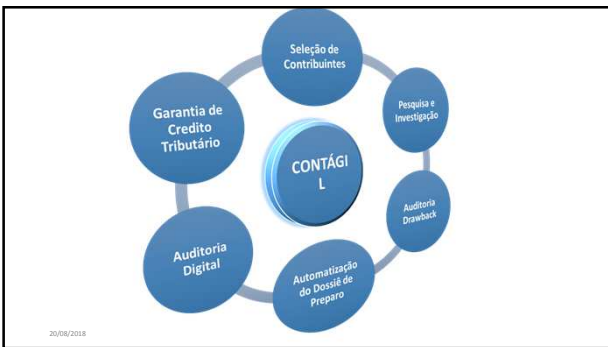 Seleção de
Contribuintes
Pesquisa e
Investigação
Auditoria
Drawback
Automatização
do Dossiê de
Preparo
Auditoria
Digital
Garantia de
Credito
Tributário
CONTÁGI
L
20/08/2018